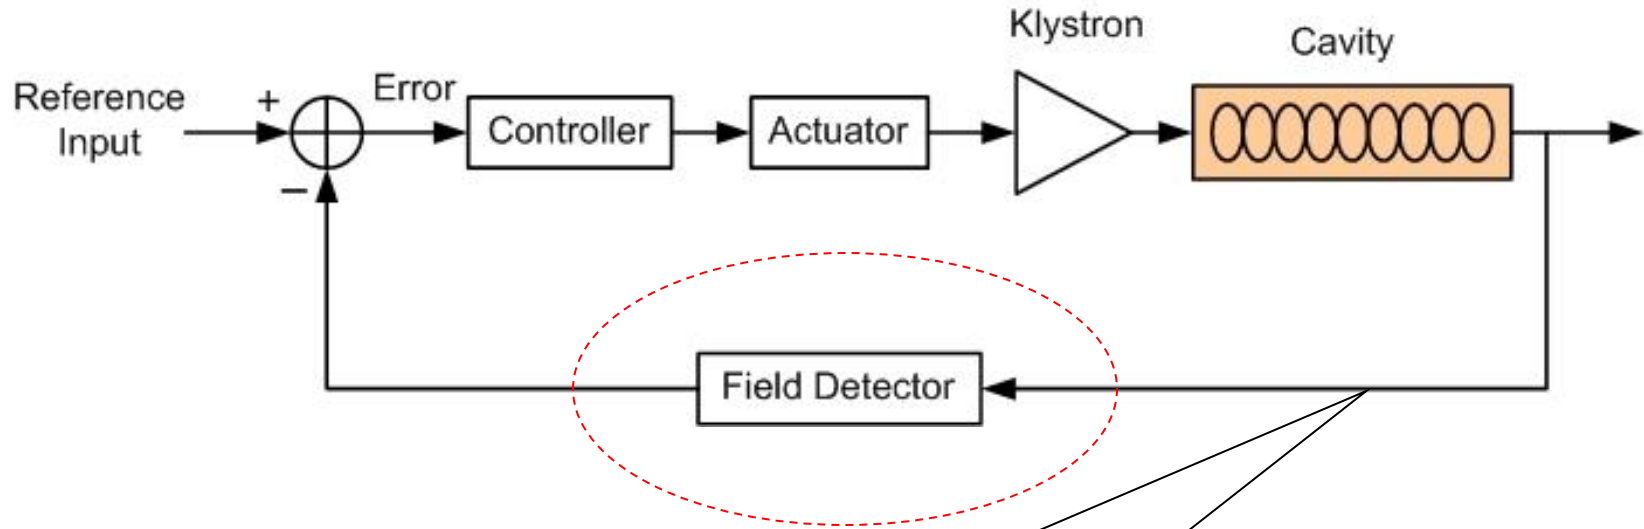 Klystron
Cavity
Reference
Input
+
Error
Controller
Actuator
−
Field Detector